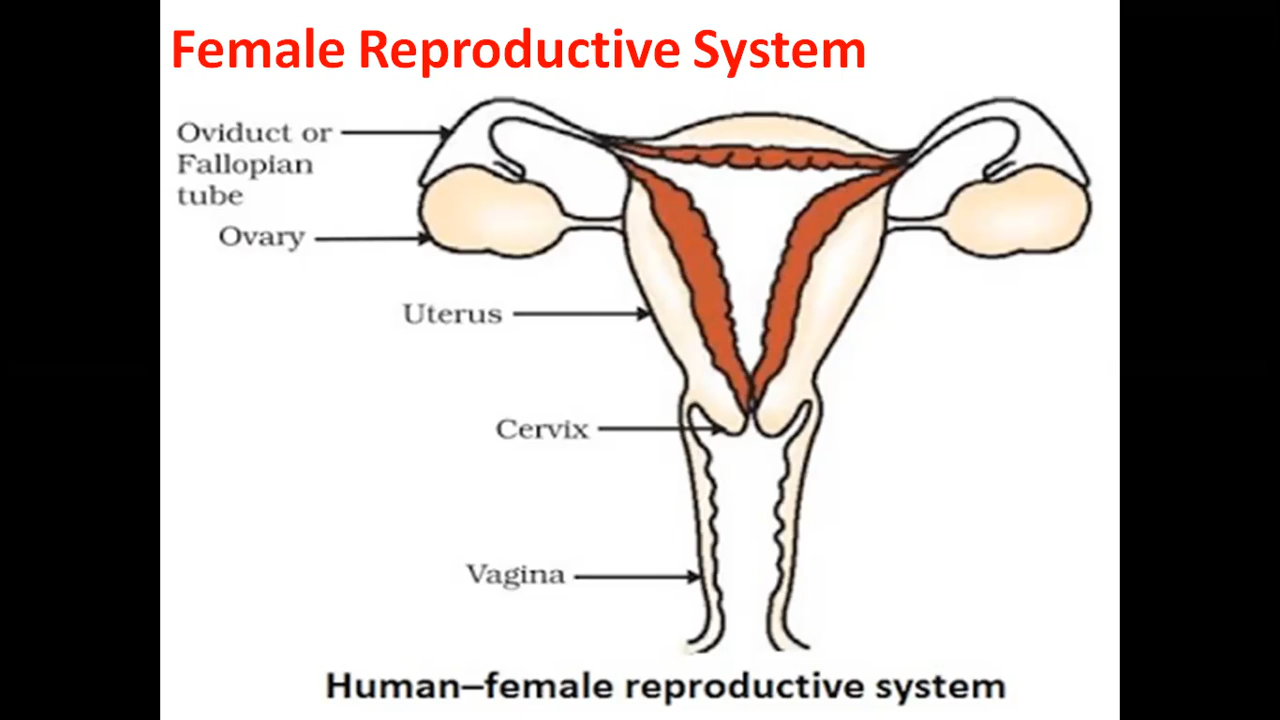 Female Reproductive System
Oviduct or
Fallopian
tube
Ovary
Uterus
Cervix
Vagina
Human–female reproductive system